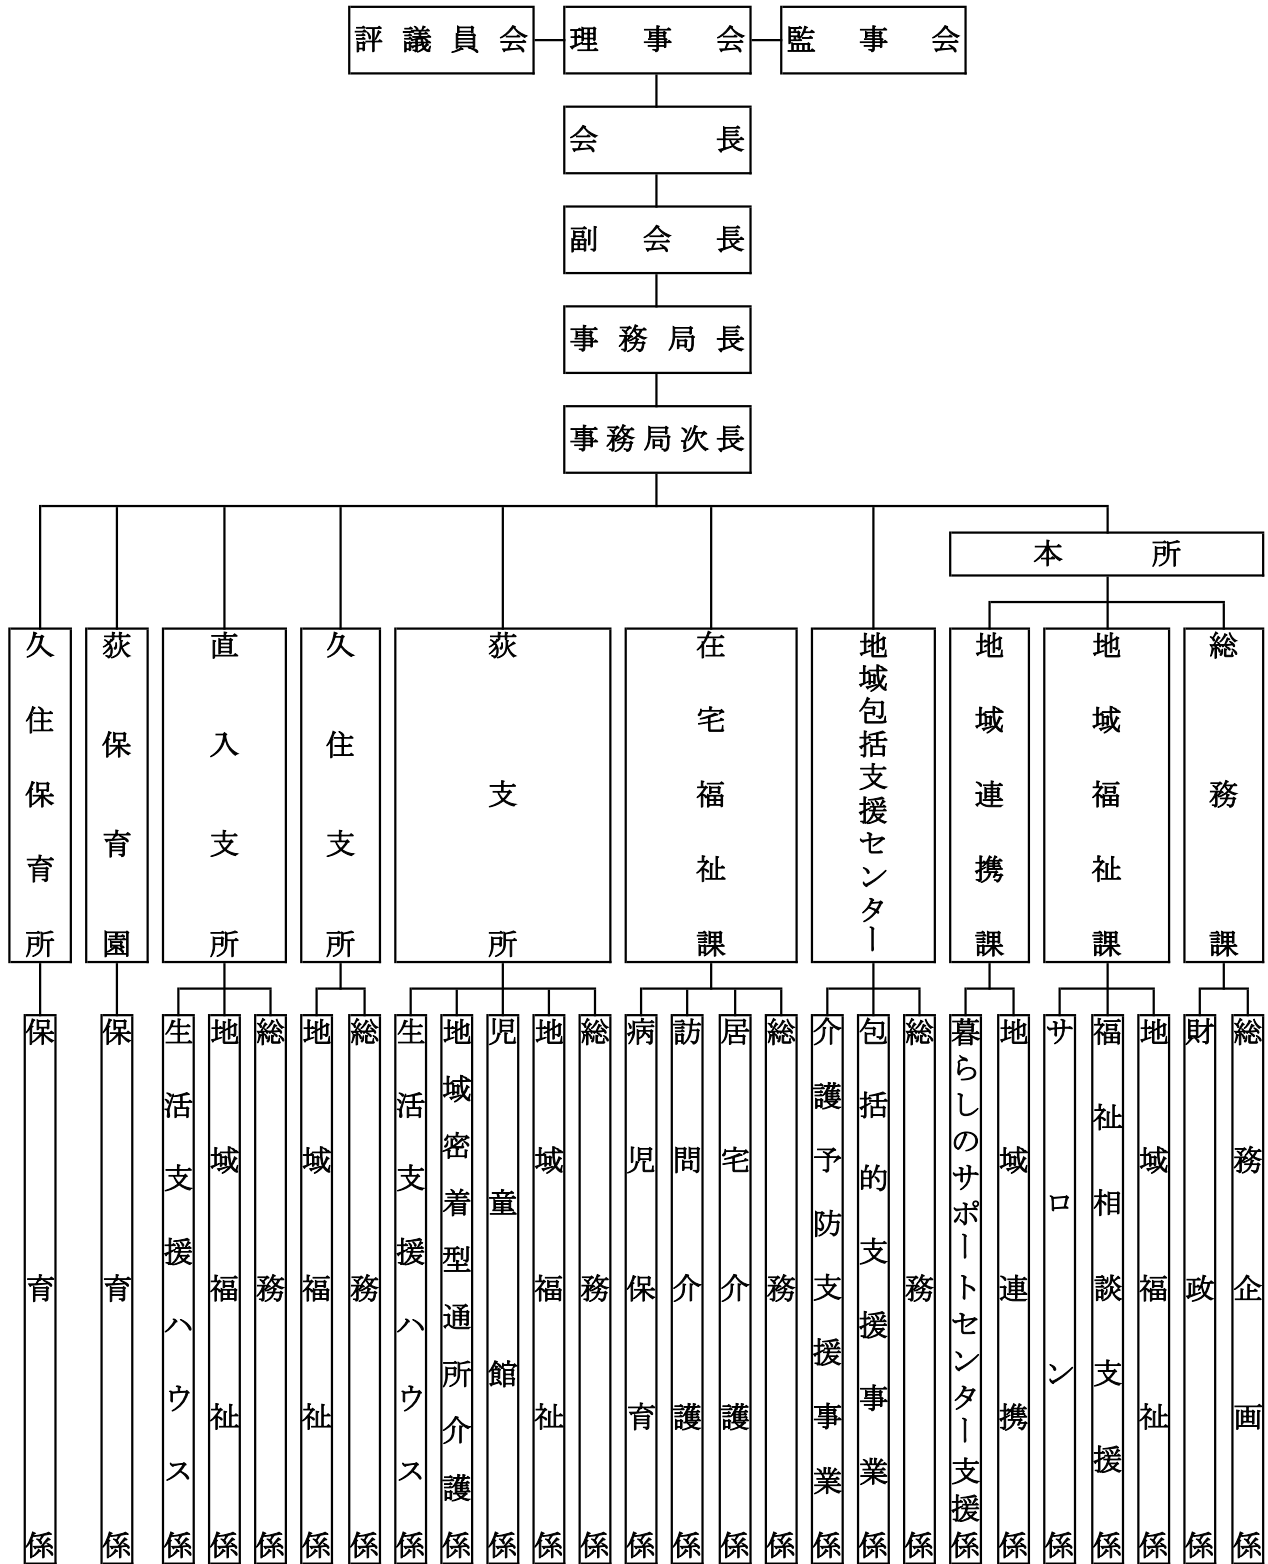 評議員会
理事会
監事会
会長
副会長
事務局長
事務局次長
本所
総務課
地域福祉課
地域連携課
地域包括支援センター
在宅福祉課
荻支所
久住支所
直入支所
荻保育園
久住保育所
総務企画係
財政係
地域福祉係
福祉相談支援係
サロン係
地域連携係
暮らしのサポートセンター支援係
総務係
包括的支援事業係
介護予防支援事業係
総務係
居宅介護係
訪問介護係
病児保育係
総務係
地域福祉係
児童館係
地域密着型通所介護係
生活支援ハウス係
総務係
地域福祉係
総務係
地域福祉係
生活支援ハウス係
保育係
保育係